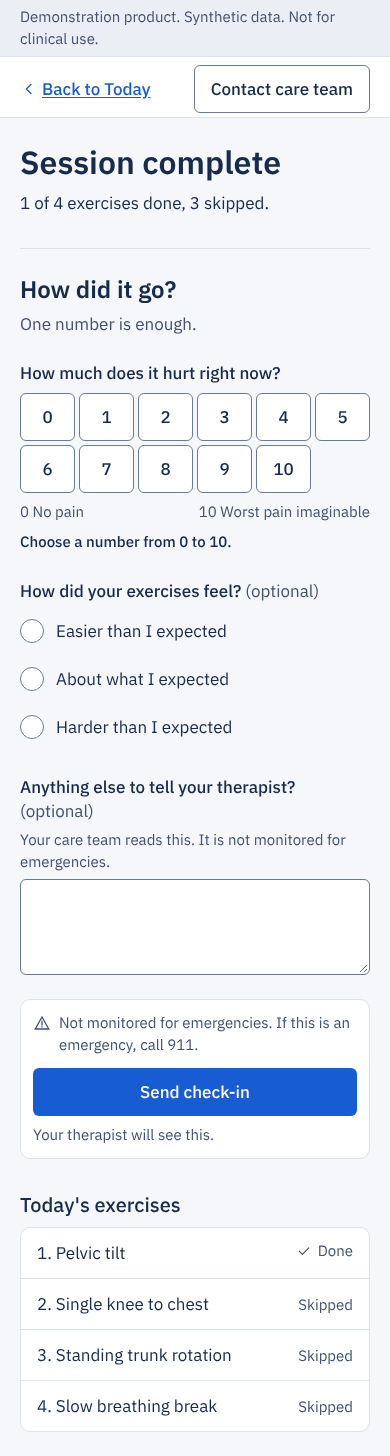 Demonstration product. Synthetic data. Not for
clinical use.
Back to Today
Contact care team
Session complete
1 of 4 exercises done, 3 skipped.
How did it go?
One number is enough.
How much does it hurt right now?
0 1 2 3 4 5
6 7 8 9 10
0 No pain 10 Worst pain imaginable
Choose a number from 0 to 10.
How did your exercises feel? (optional)
Easier than I expected
About what I expected
Harder than I expected
Anything else to tell your therapist?
(optional)
Your care team reads this. It is not monitored for
emergencies.
Not monitored for emergencies. If this is an
emergency, call 911.
Send check-in
Your therapist will see this.
Today's exercises
1. Pelvic tilt Done
2. Single knee to chest Skipped
3. Standing trunk rotation Skipped
4. Slow breathing break Skipped